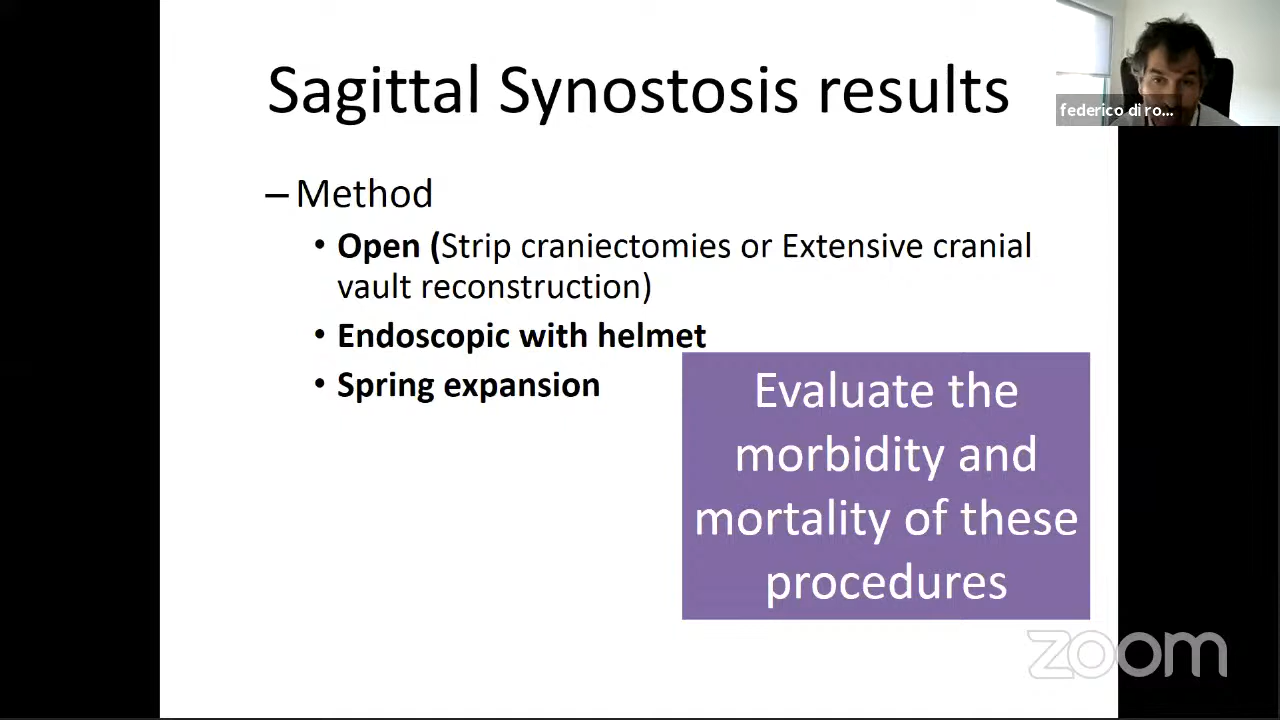 Sagittal Synostosis results
federico di ro...
– Method
• Open (Strip craniectomies or Extensive cranial
vault reconstruction)
• Endoscopic with helmet
• Spring expansion
Evaluate the
morbidity and
mortality of these
procedures
zoom